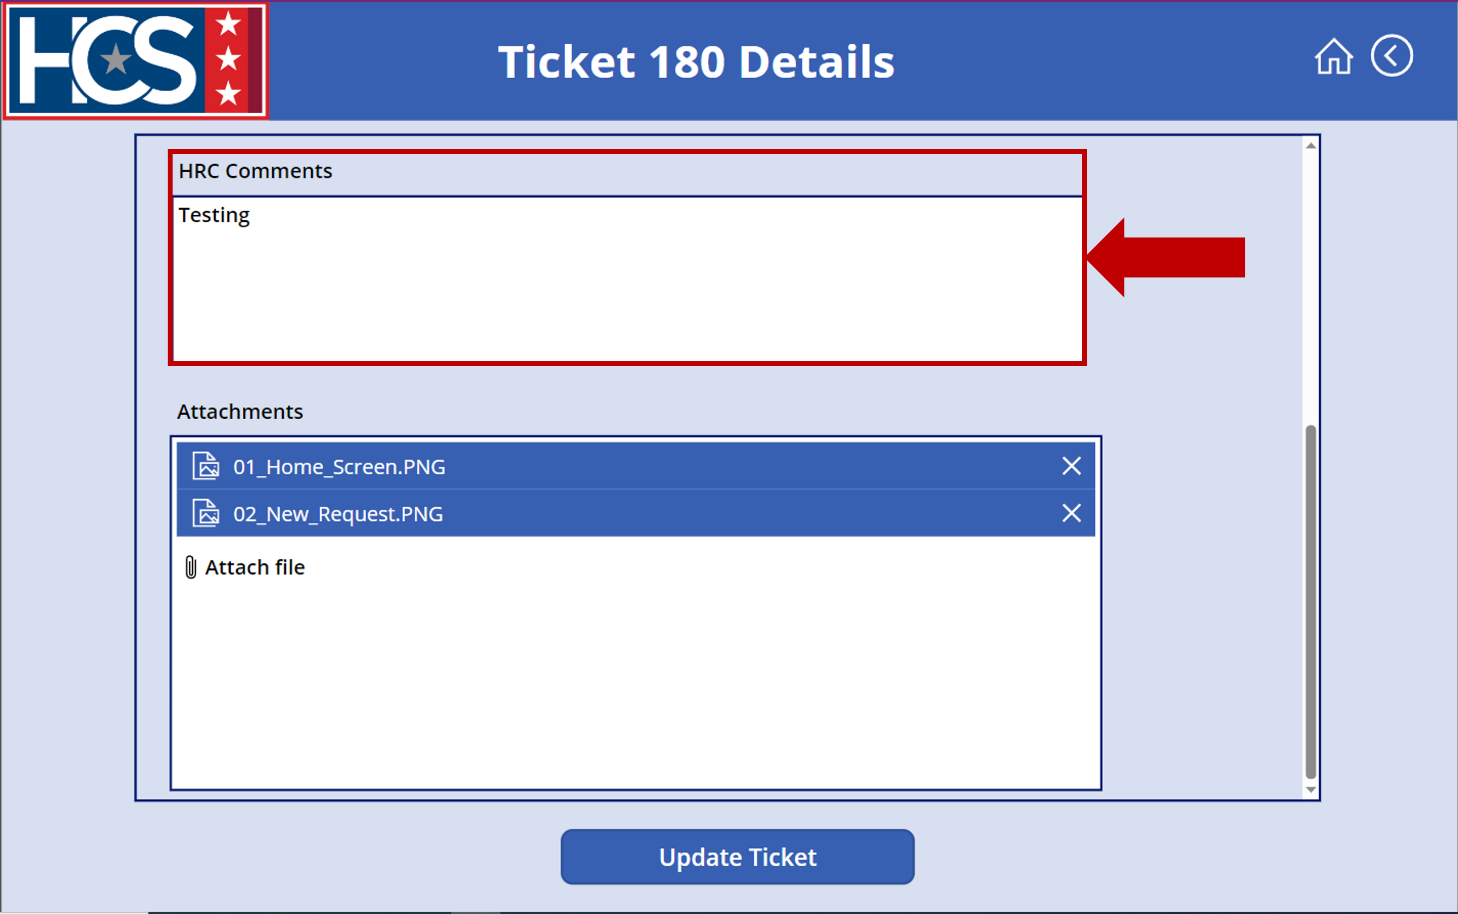 HCS
Ticket 180 Details
HRC Comments
Testing
Attachments
01_Home_Screen.PNG
02_New_Request.PNG
Attach file
Update Ticket